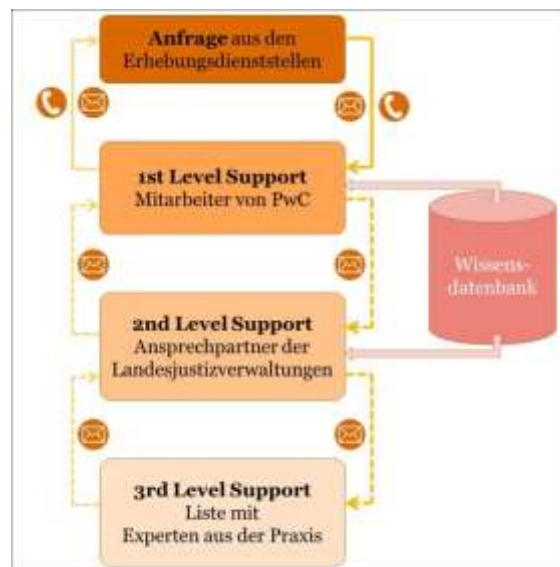 Anfrage aus den
Erhebungsdienststellen
1st Level Support
Mitarbeiter von PwC
Wissens-
datenbank
2nd Level Support
Ansprechpartner der
Landesjustizverwaltungen
3rd Level Support
Liste mit
Experten aus der Praxis